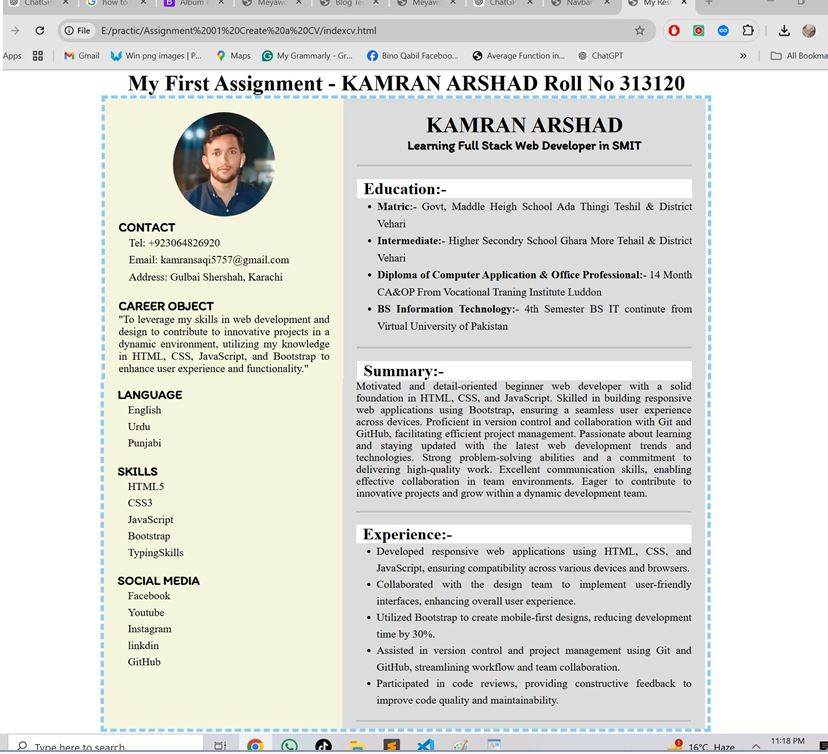 ChatGP
how to
Album e
Meyaw
Blog Te
Meyawo
ChatGP
Navbar
My Res
File
E:/practic/Assignment%2001%20Create%20a%20CV/indexcv.html
Apps
Gmail
Win png images | P...
Maps
My Grammarly - Gr...
Bino Qabil Faceboo...
Average Function in...
ChatGPT
»
All Bookma
My First Assignment - KAMRAN ARSHAD Roll No 313120
CONTACT
Tel: +923064826920
Email: kamransaqi5757@gmail.com
Address: Gulbai Shershah, Karachi
CAREER OBJECT
"To leverage my skills in web development and
design to contribute to innovative projects in a
dynamic environment, utilizing my knowledge
in HTML, CSS, JavaScript, and Bootstrap to
enhance user experience and functionality."
LANGUAGE
English
Urdu
Punjabi
SKILLS
HTML5
CSS3
JavaScript
Bootstrap
TypingSkills
SOCIAL MEDIA
Facebook
Youtube
Instagram
linkdin
GitHub
KAMRAN ARSHAD
Learning Full Stack Web Developer in SMIT
Education:-
• Matric:- Govt, Maddle Heigh School Ada Thingi Teshil & District
Vehari
• Intermediate:- Higher Secondry School Ghara More Tehail & District
Vehari
• Diploma of Computer Application & Office Professional:- 14 Month
CA&OP From Vocational Traning Institute Luddon
• BS Information Technology:- 4th Semester BS IT continute from
Virtual University of Pakistan
Summary:-
Motivated and detail-oriented beginner web developer with a solid
foundation in HTML, CSS, and JavaScript. Skilled in building responsive
web applications using Bootstrap, ensuring a seamless user experience
across devices. Proficient in version control and collaboration with Git and
GitHub, facilitating efficient project management. Passionate about learning
and staying updated with the latest web development trends and
technologies. Strong problem-solving abilities and a commitment to
delivering high-quality work. Excellent communication skills, enabling
effective collaboration in team environments. Eager to contribute to
innovative projects and grow within a dynamic development team.
Experience:-
• Developed responsive web applications using HTML, CSS, and
JavaScript, ensuring compatibility across various devices and browsers.
• Collaborated with the design team to implement user-friendly
interfaces, enhancing overall user experience.
• Utilized Bootstrap to create mobile-first designs, reducing development
time by 30%.
• Assisted in version control and project management using Git and
GitHub, streamlining workflow and team collaboration.
• Participated in code reviews, providing constructive feedback to
improve code quality and maintainability.
Type here to search
16°C Haze
11:18 PM